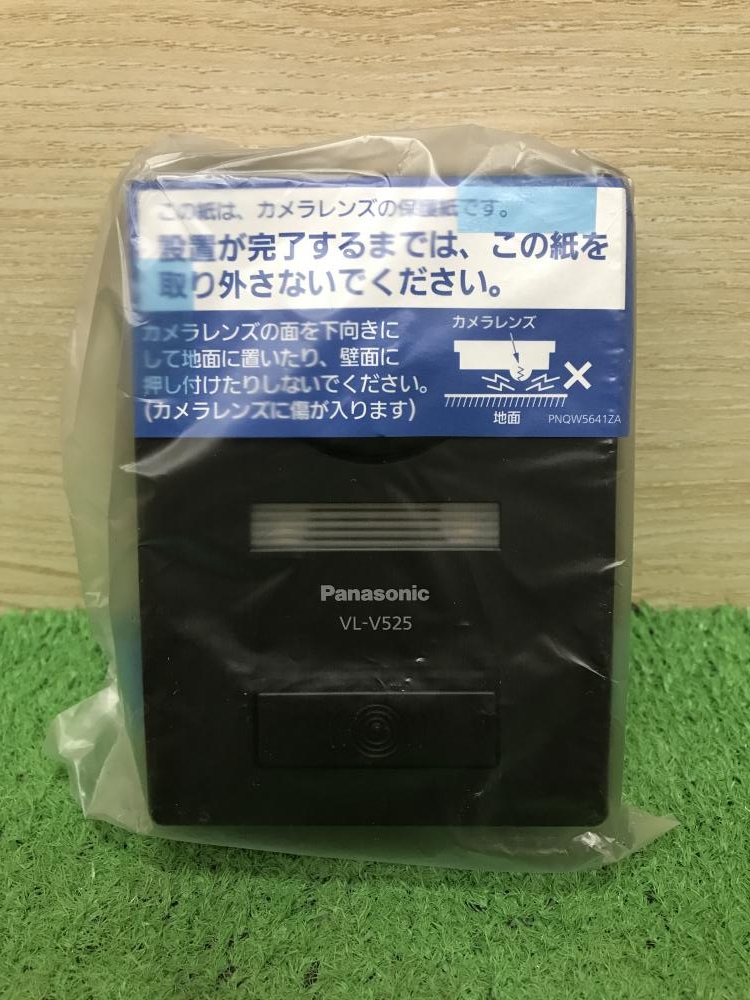 この紙は、カメラレンズの保護紙です。
設置が完了するまでは、この紙を
取り外さないでください。
カメラレンズの面を下向きに
して地面に置いたり、壁面に
押し付けたりしないでください。
(カメラレンズに傷が入ります)
カメラレンズ
地面
PNQW5641ZA
Panasonic
VL-V525